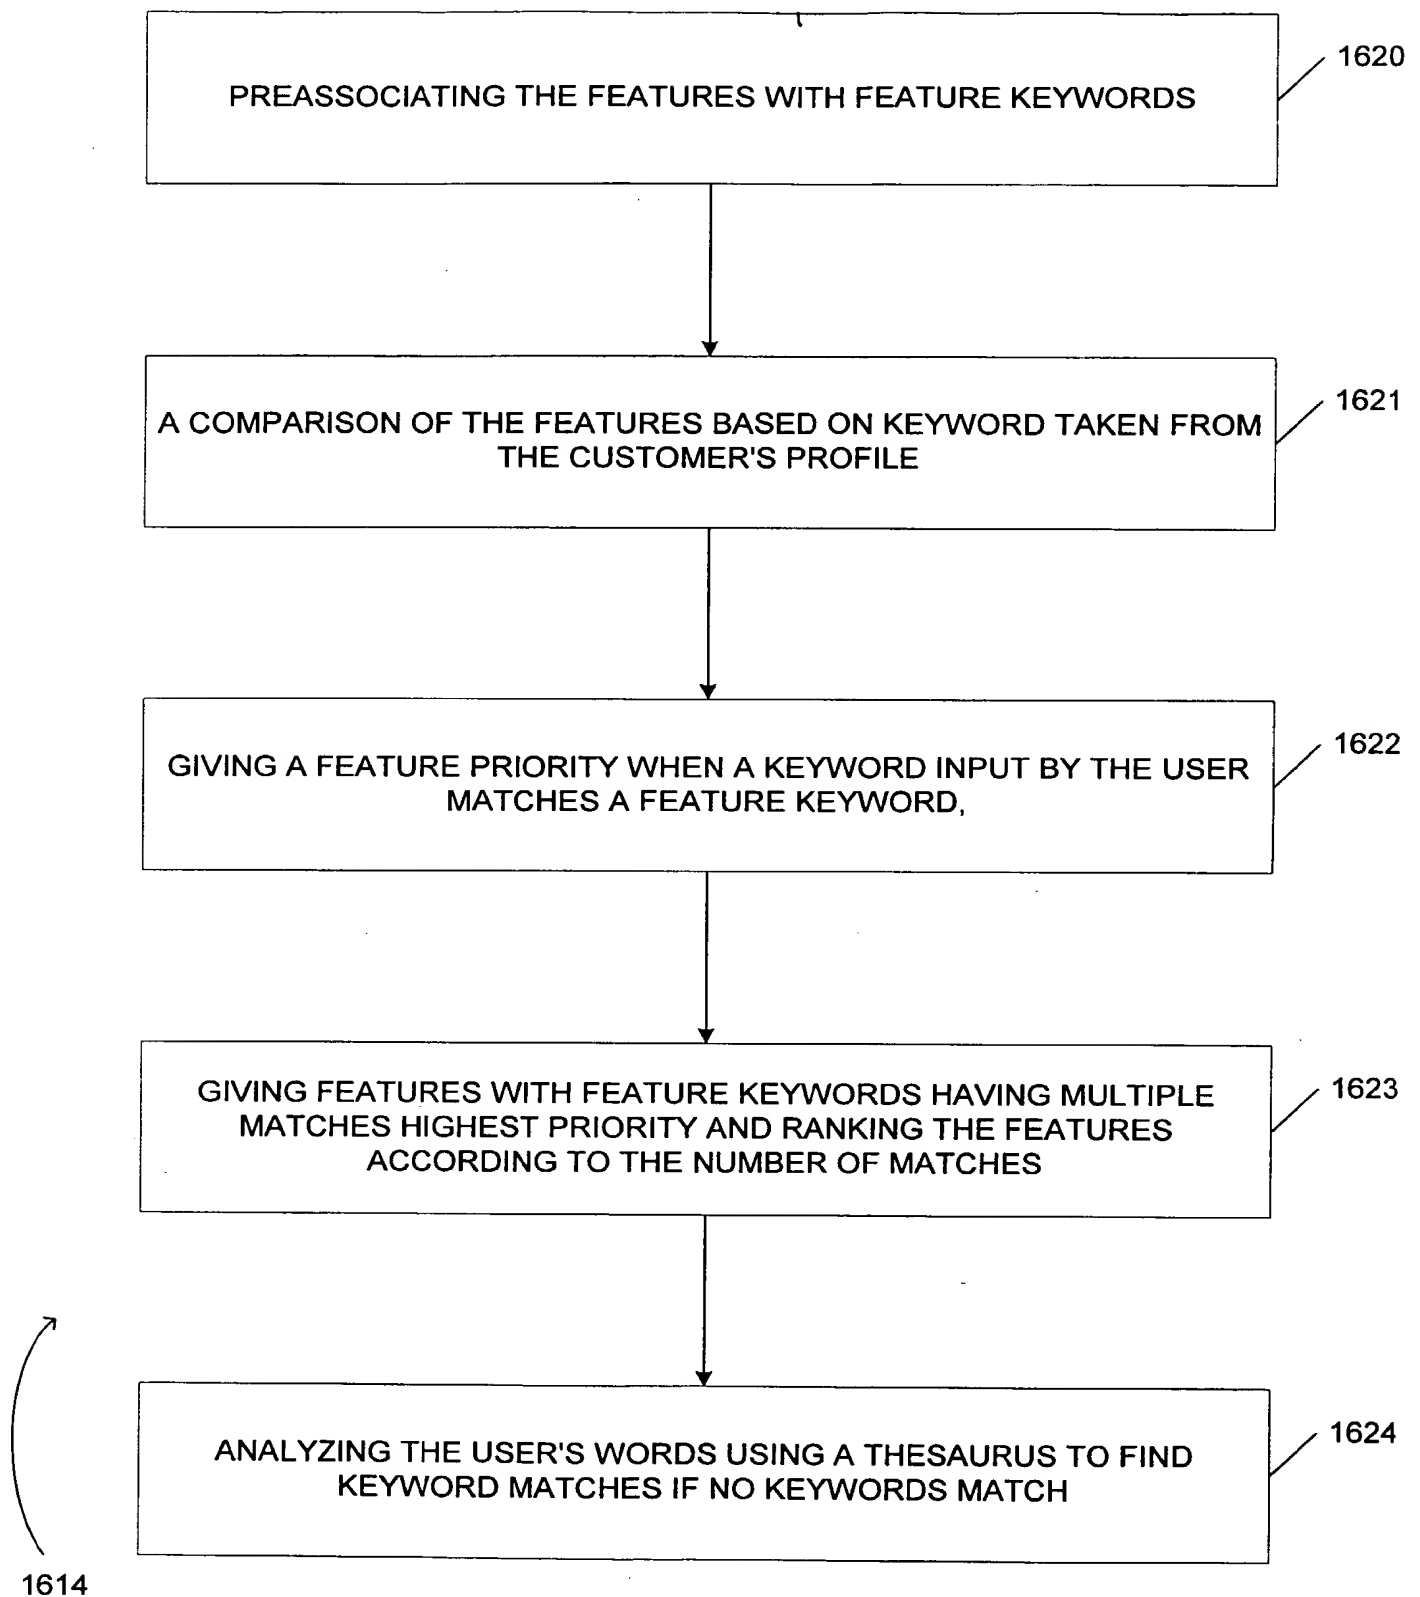 1620
PREASSOCIATING THE FEATURES WITH FEATURE KEYWORDS
1621
A COMPARISON OF THE FEATURES BASED ON KEYWORD TAKEN FROM
THE CUSTOMER'S PROFILE
1622
GIVING A FEATURE PRIORITY WHEN A KEYWORD INPUT BY THE USER
MATCHES A FEATURE KEYWORD,
1623
GIVING FEATURES WITH FEATURE KEYWORDS HAVING MULTIPLE
MATCHES HIGHEST PRIORITY AND RANKING THE FEATURES
ACCORDING TO THE NUMBER OF MATCHES
1624
ANALYZING THE USER'S WORDS USING A THESAURUS TO FIND
KEYWORD MATCHES IF NO KEYWORDS MATCH
1614